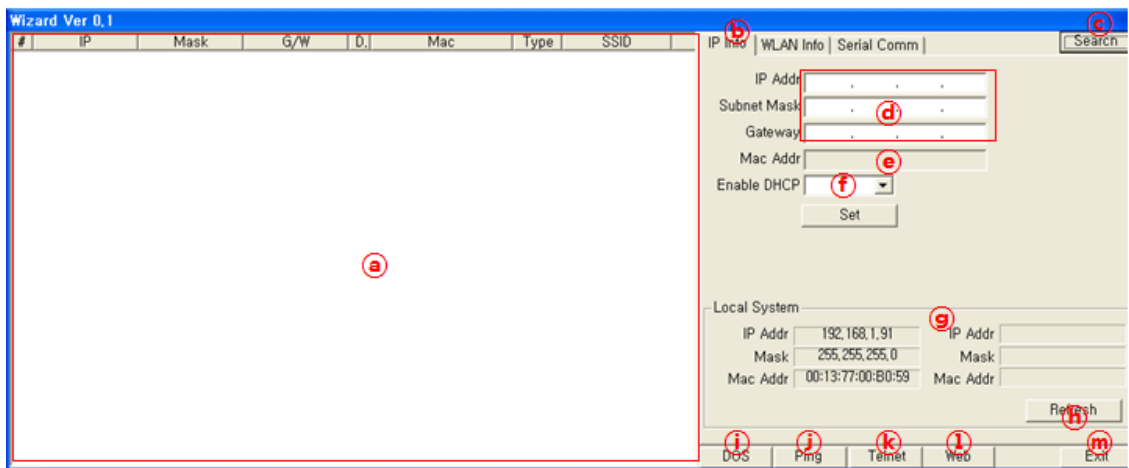 Wizard Ver 0,1
# IP Mask G/W D, Mac Type SSID
IP Info WLAN Info Serial Comm
Search
IP Addr . . .
Subnet Mask . . .
Gateway . . .
Mac Addr
Enable DHCP
Set
Local System
IP Addr 192,168,1,91 IP Addr
Mask 255,255,255,0 Mask
Mac Addr 00:13:77:00:B0:59 Mac Addr
Refresh
DOS Ping Telnet Web Exit
a
b
c
d
e
f
g
h
i
j
k
l
m